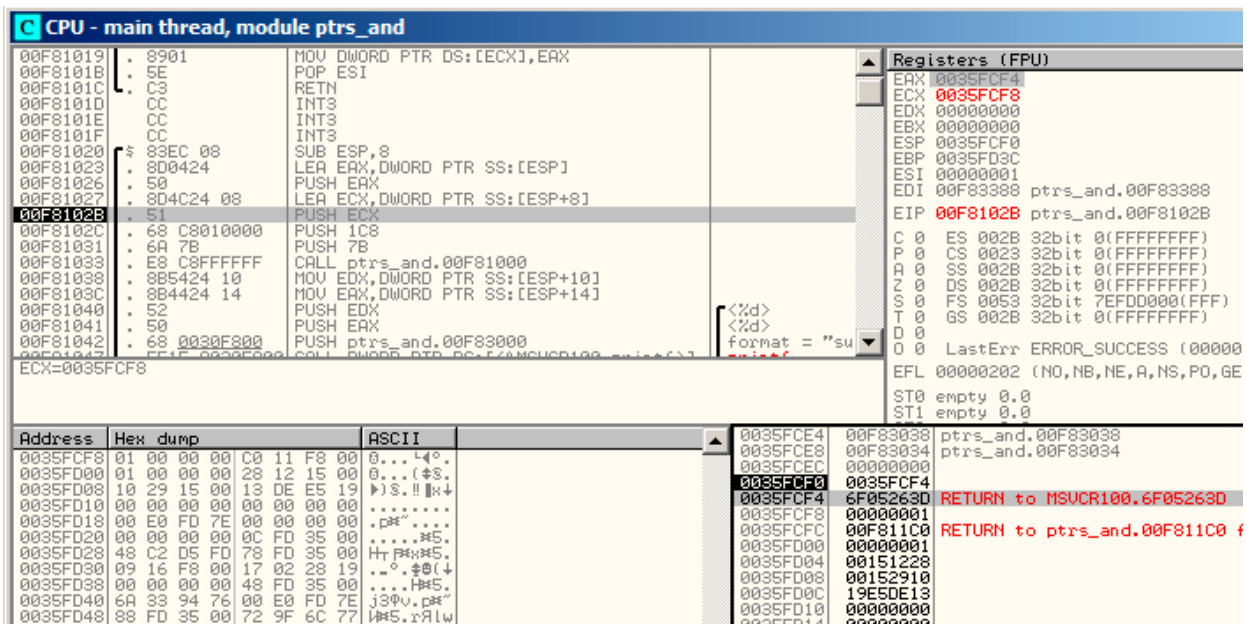 C CPU - main thread, module ptrs_and
00F81019 . 8901 MOV DWORD PTR DS:[ECX],EAX
00F8101B . 5E POP ESI
00F8101C . C3 RETN
00F8101D CC INT3
00F8101E CC INT3
00F8101F CC INT3
00F81020 $ 83EC 08 SUB ESP,8
00F81023 . 8D0424 LEA EAX,DWORD PTR SS:[ESP]
00F81026 . 50 PUSH EAX
00F81027 . 8D4C24 08 LEA ECX,DWORD PTR SS:[ESP+8]
00F8102B . 51 PUSH ECX
00F8102C . 68 C8010000 PUSH 1C8
00F81031 . 6A 7B PUSH 7B
00F81033 . E8 C8FFFFFF CALL ptrs_and.00F81000
00F81038 . 8B5424 10 MOV EDX,DWORD PTR SS:[ESP+10]
00F8103C . 8B4424 14 MOV EAX,DWORD PTR SS:[ESP+14]
00F81040 . 52 PUSH EDX <%d>
00F81041 . 50 PUSH EAX <%d>
00F81042 . 68 0030F800 PUSH ptrs_and.00F83000 format = "su
ECX=0035FCF8
Registers (FPU)
EAX 0035FCF4
ECX 0035FCF8
EDX 00000000
EBX 00000000
ESP 0035FCF0
EBP 0035FD3C
ESI 00000001
EDI 00F83388 ptrs_and.00F83388
EIP 00F8102B ptrs_and.00F8102B
C 0 ES 002B 32bit 0(FFFFFFFF)
P 0 CS 0023 32bit 0(FFFFFFFF)
A 0 SS 002B 32bit 0(FFFFFFFF)
Z 0 DS 002B 32bit 0(FFFFFFFF)
S 0 FS 0053 32bit 7EFDD000(FFF)
T 0 GS 002B 32bit 0(FFFFFFFF)
D 0
O 0 LastErr ERROR_SUCCESS (00000
EFL 00000202 (NO,NB,NE,A,NS,PO,GE
ST0 empty 0.0
ST1 empty 0.0
Address Hex dump ASCII
0035FCF8 01 00 00 00 C0 11 F8 00
0035FD00 01 00 00 00 28 12 15 00
0035FD08 10 29 15 00 13 DE E5 19
0035FD10 00 00 00 00 00 00 00 00 ........
0035FD18 00 E0 FD 7E 00 00 00 00
0035FD20 00 00 00 00 0C FD 35 00
0035FD28 48 C2 D5 FD 78 FD 35 00
0035FD30 09 16 F8 00 17 02 28 19
0035FD38 00 00 00 00 48 FD 35 00
0035FD40 6A 33 94 76 00 E0 FD 7E
0035FD48 88 FD 35 00 72 9F 6C 77
0035FCE4 00F83038 ptrs_and.00F83038
0035FCE8 00F83034 ptrs_and.00F83034
0035FCEC 00000000
0035FCF0 0035FCF4
0035FCF4 6F05263D RETURN to MSVCR100.6F05263D
0035FCF8 00000001
0035FCFC 00F811C0 RETURN to ptrs_and.00F811C0 f
0035FD00 00000001
0035FD04 00151228
0035FD08 00152910
0035FD0C 19E5DE13
0035FD10 00000000